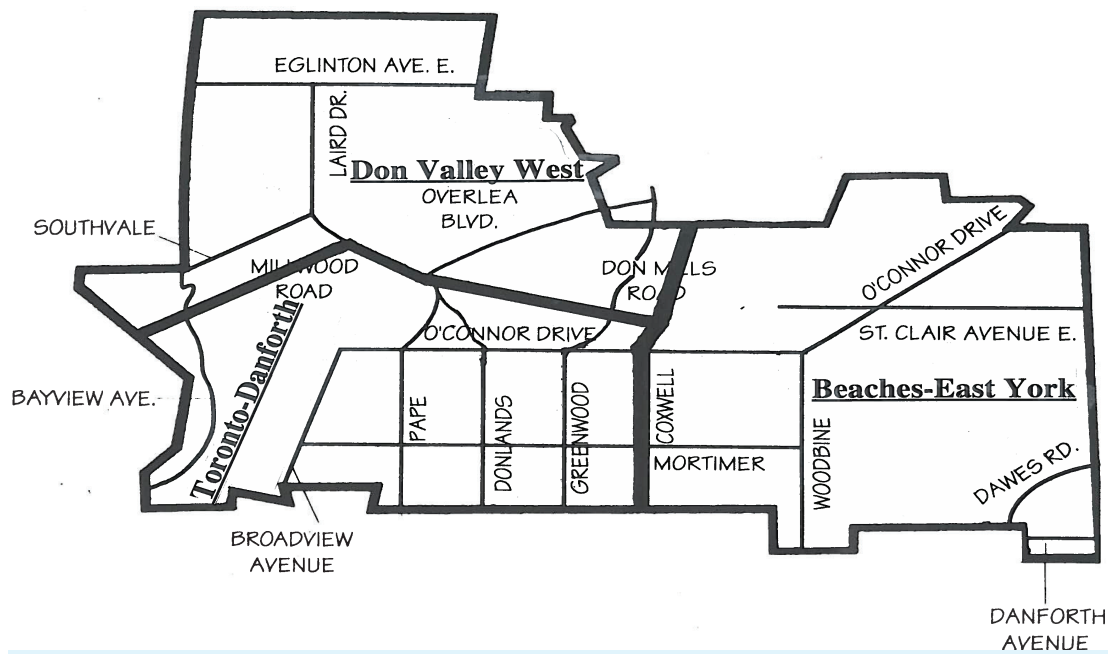 EGLINTON AVE. E.
LAIRD DR.
Don Valley West
OVERLEA
BLVD.
SOUTHVALE
MILLWOOD
ROAD
DON MILLS
ROAD
O'CONNOR DRIVE
O'CONNOR DRIVE
ST. CLAIR AVENUE E.
BAYVIEW AVE.
Toronto-Danforth
PAPE
DONLANDS
GREENWOOD
COXWELL
Beaches-East York
MORTIMER
WOODBINE
DAWES RD.
BROADVIEW
AVENUE
DANFORTH
AVENUE